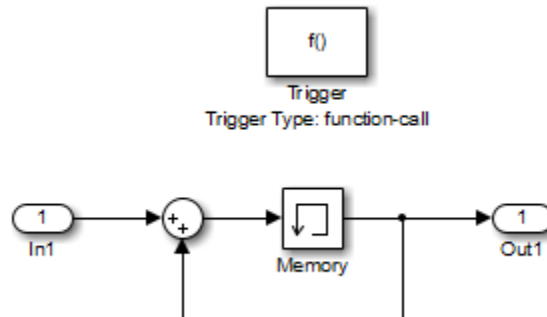 f()
Trigger
Trigger Type: function-call
1
In1
+
+
Memory
1
Out1